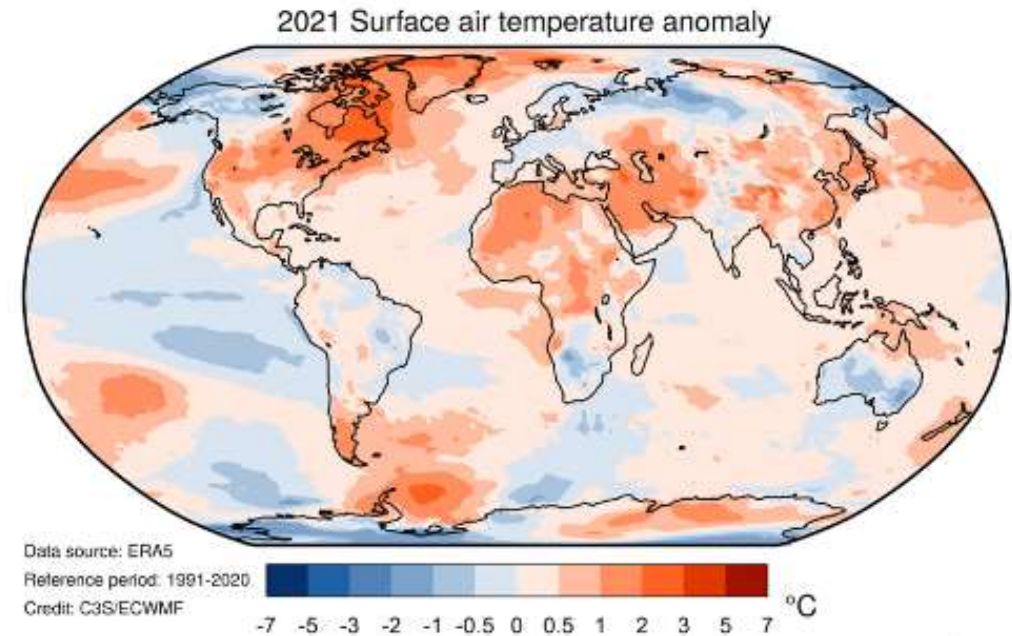 2021 Surface air temperature anomaly
Data source: ERA5
Reference period: 1991-2020
Credit: C3S/ECWMF
-7 -5 -3 -2 -1 -0.5 0 0.5 1 2 3 5 7
°C